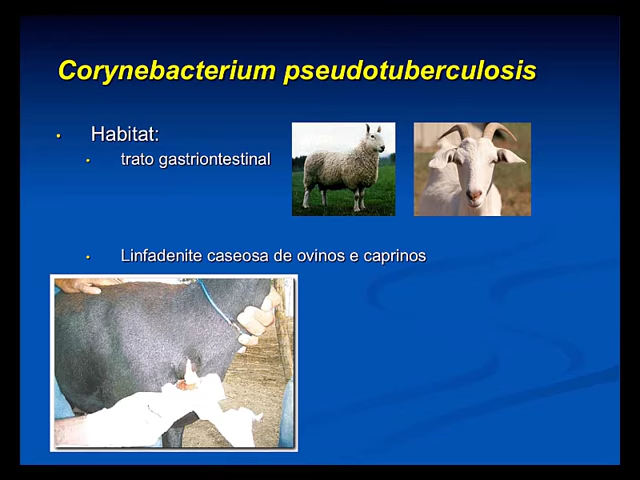 Corynebacterium pseudotuberculosis
Habitat:
trato gastriontestinal
Linfadenite caseosa de ovinos e caprinos